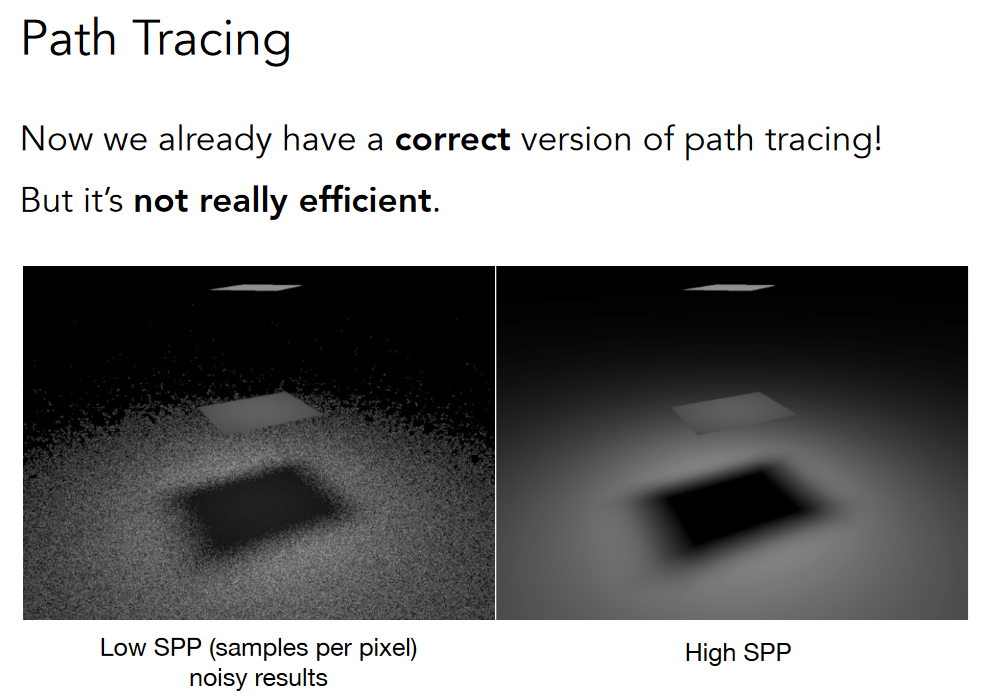 Path Tracing
Now we already have a correct version of path tracing!
But it’s not really efficient.
Low SPP (samples per pixel)
noisy results
High SPP